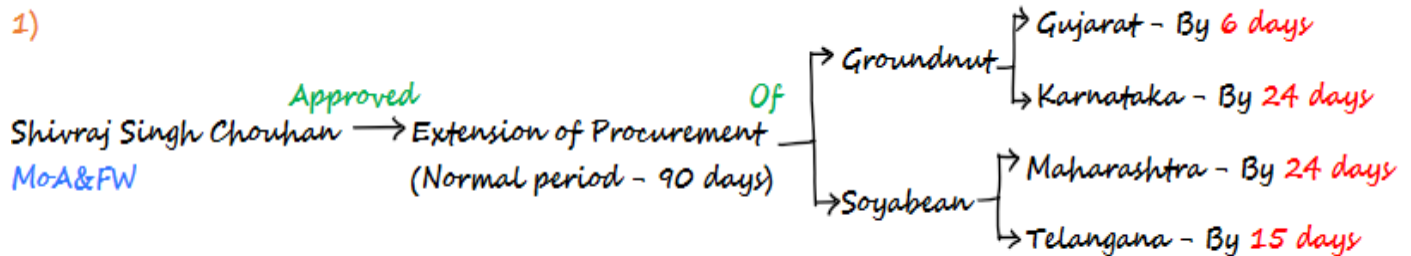 1)
Shivraj Singh Chouhan
MoA&FW
Approved
Extension of Procurement
(Normal period - 90 days)
Of
Groundnut
Gujarat - By 6 days
Karnataka - By 24 days
Soyabean
Maharashtra - By 24 days
Telangana - By 15 days